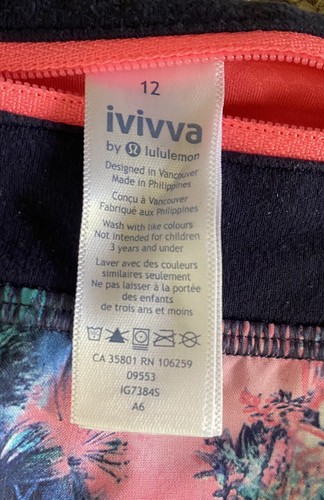 12
ivivva
by lululemon
Designed in Vancouver
Made in Philippines
Conçu à Vancouver
Fabriqué aux Philippines
Wash with like colours
Not intended for children
3 years and under
Laver avec des couleurs
similaires seulement
Ne pas laisser à la portée
des enfants
de trois ans et moins
CA 35801 RN 106259
09553
IG7384S
A6